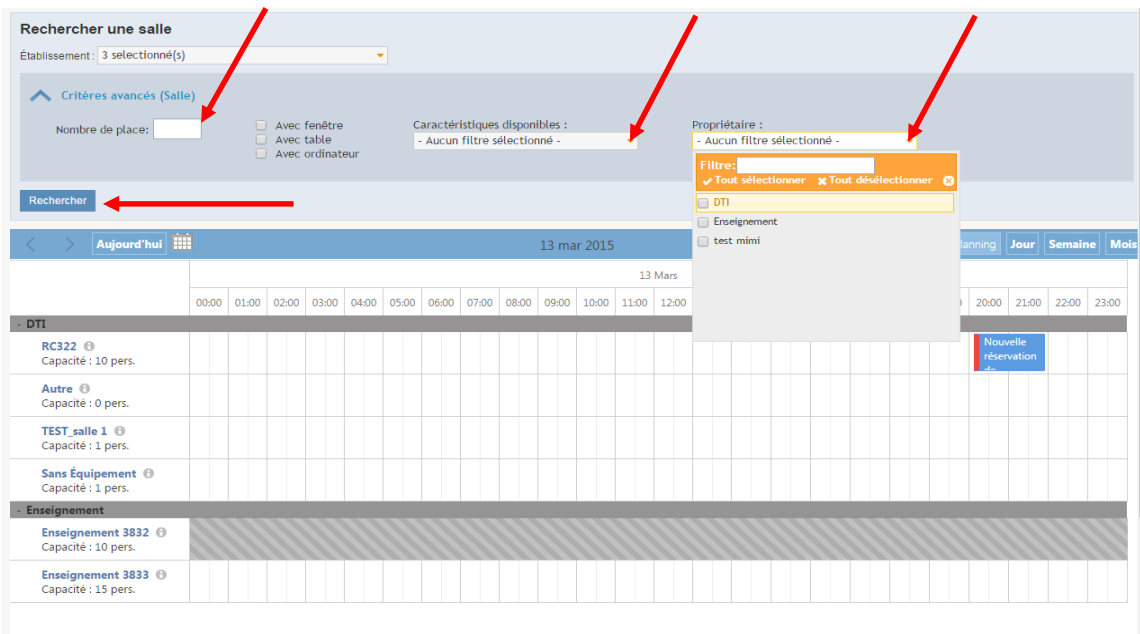 Rechercher une salle
Établissement : 3 selectionné(s)
Critères avancés (Salle)
Nombre de place:
Avec fenêtre
Avec table
Avec ordinateur
Caractéristiques disponibles :
- Aucun filtre sélectionné -
Propriétaire :
- Aucun filtre sélectionné -
Filtre:
Tout sélectionner Tout désélectionner
DTI
Enseignement
test mimi
Rechercher
Aujourd'hui 13 mar 2015 Jour Semaine Mois
13 Mars
00:00 01:00 02:00 03:00 04:00 05:00 06:00 07:00 08:00 09:00 10:00 11:00 12:00 20:00 21:00 22:00 23:00
- DTI
RC322
Capacité : 10 pers.
Nouvelle
réservation
Autre
Capacité : 0 pers.
TEST_salle 1
Capacité : 1 pers.
Sans Équipement
Capacité : 1 pers.
- Enseignement
Enseignement 3832
Capacité : 10 pers.
Enseignement 3833
Capacité : 15 pers.